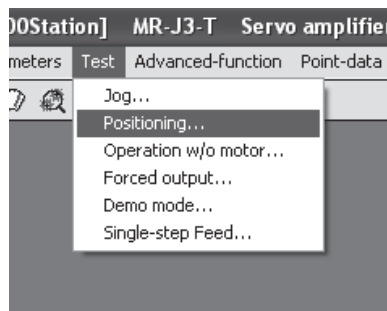 00Station] MR-J3-T Servo amplifier
meters Test Advanced-function Point-data
Jog...
Positioning...
Operation w/o motor...
Forced output...
Demo mode...
Single-step Feed...